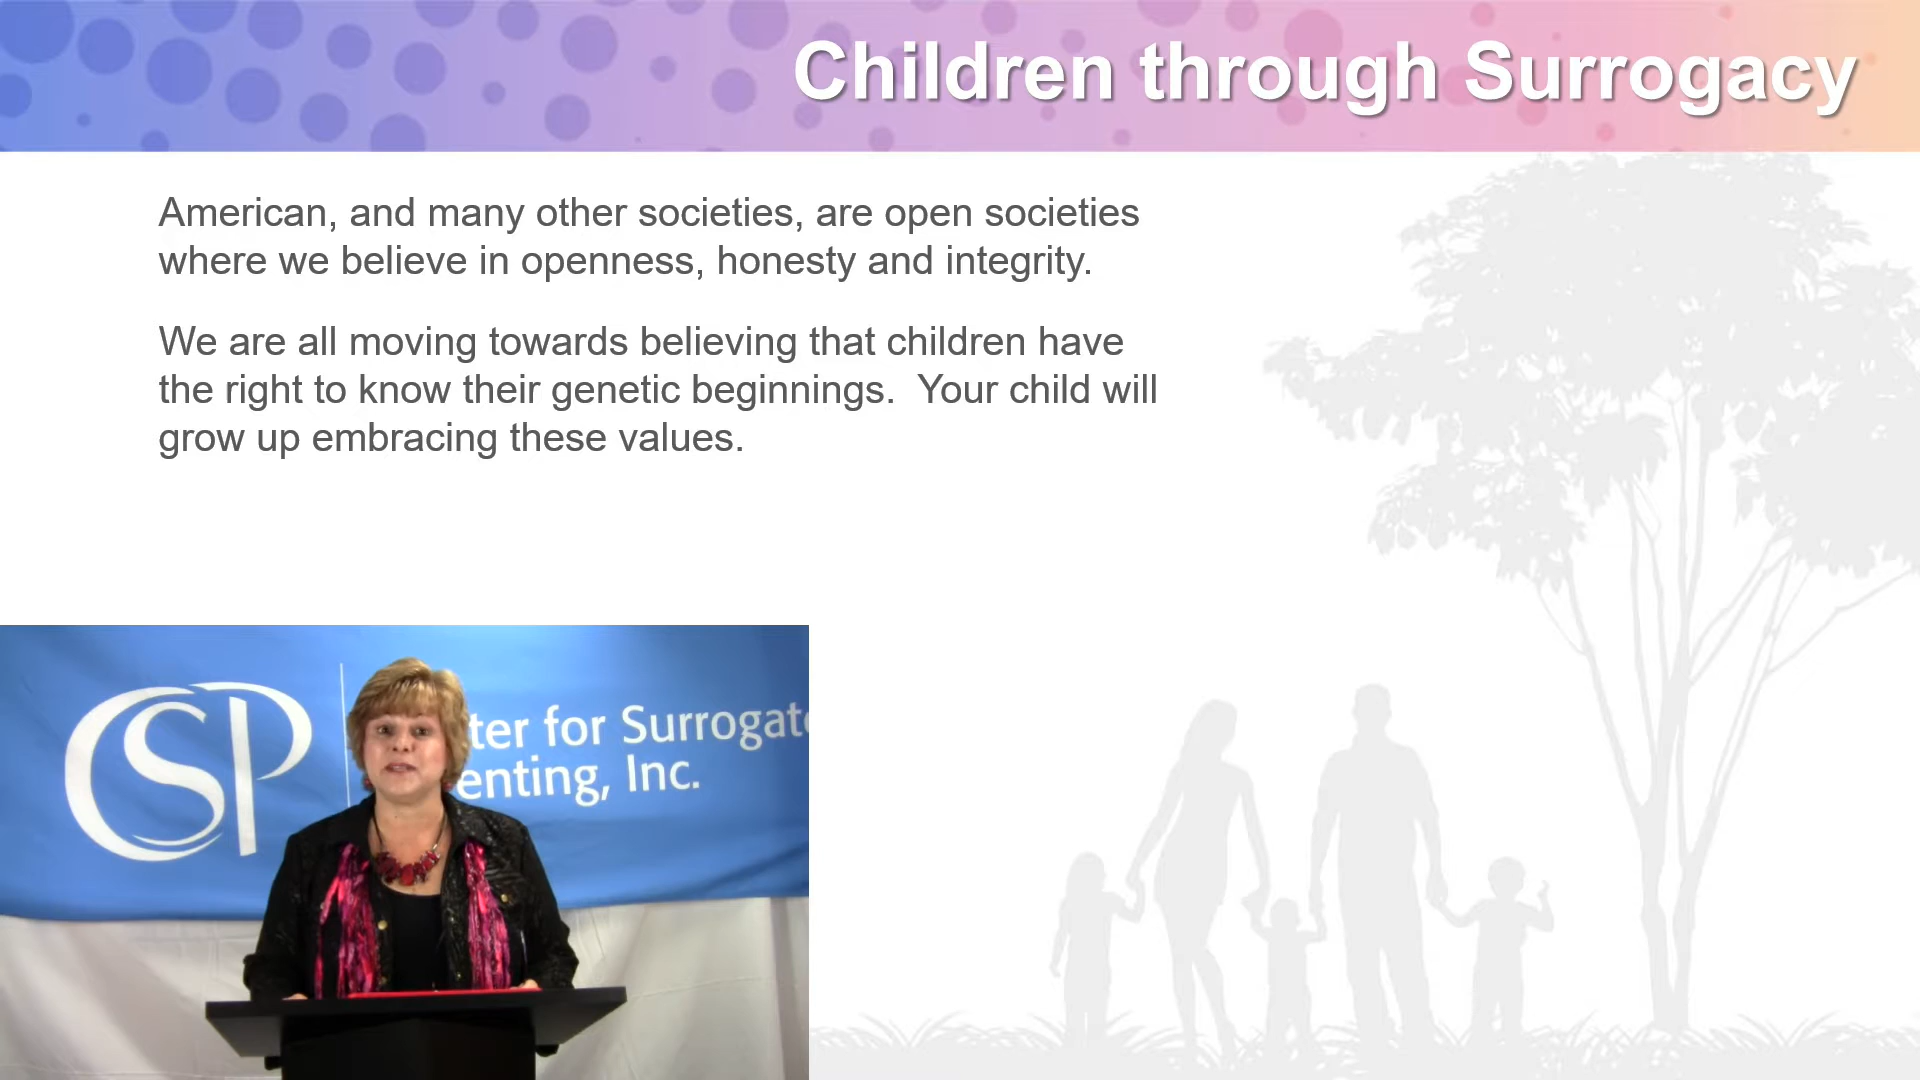 Children through Surrogacy
American, and many other societies, are open societies
where we believe in openness, honesty and integrity.
We are all moving towards believing that children have
the right to know their genetic beginnings.  Your child will
grow up embracing these values.
CSP
ter for Surrogate
enting, Inc.